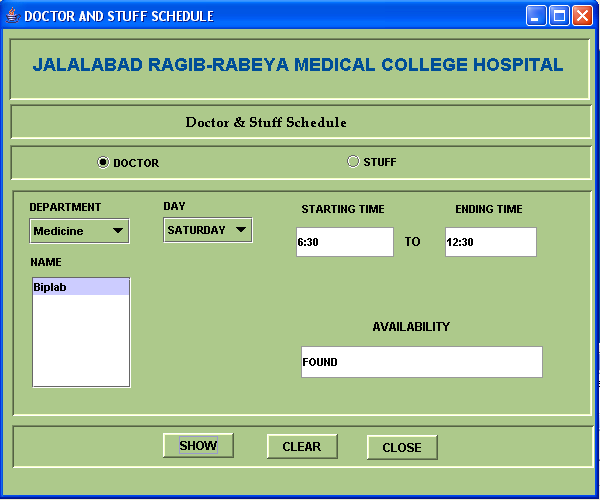 DOCTOR AND STUFF SCHEDULE
JALALABAD RAGIB-RABEYA MEDICAL COLLEGE HOSPITAL
Doctor & Stuff Schedule
DOCTOR STUFF
DEPARTMENT DAY STARTING TIME ENDING TIME
Medicine SATURDAY 6:30 TO 12:30
NAME
Biplab
AVAILABILITY
FOUND
SHOW CLEAR CLOSE